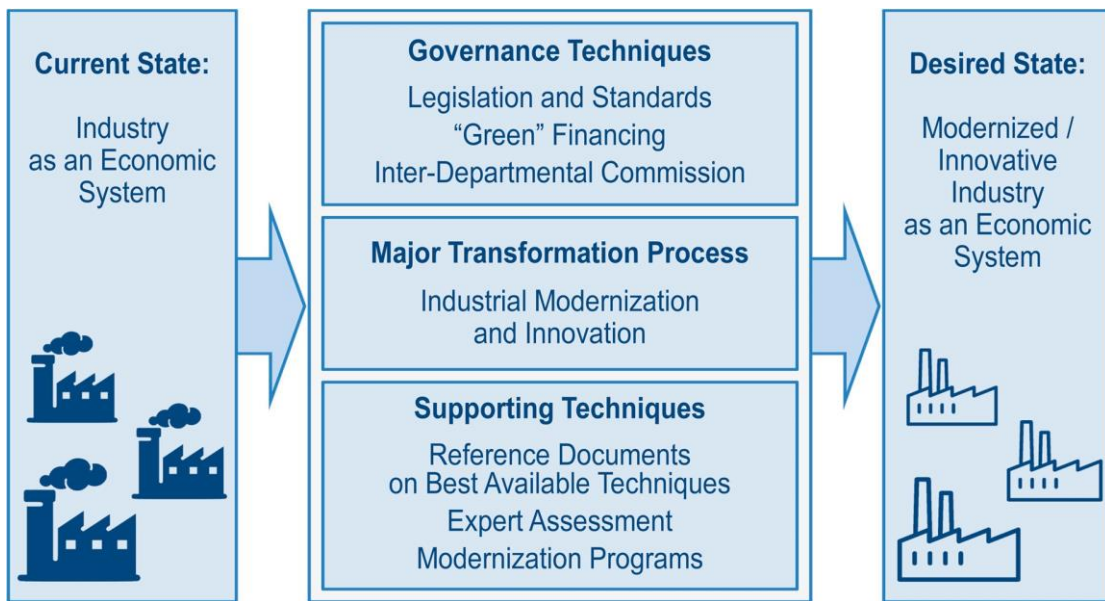 Current State:
Industry
as an Economic
System
Governance Techniques
Legislation and Standards
“Green” Financing
Inter-Departmental Commission
Major Transformation Process
Industrial Modernization
and Innovation
Supporting Techniques
Reference Documents
on Best Available Techniques
Expert Assessment
Modernization Programs
Desired State:
Modernized /
Innovative
Industry
as an Economic
System